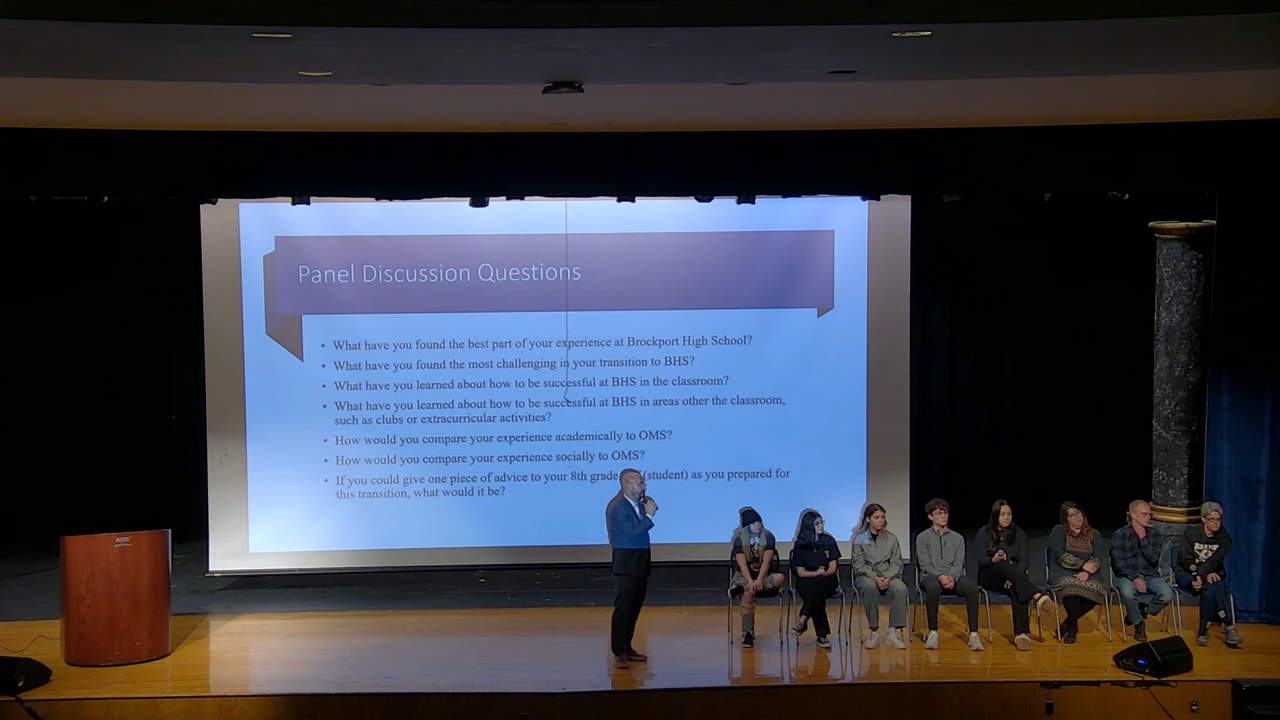 Panel Discussion Questions
• What have you found the best part of your experience at Brockport High School?
• What have you found the most challenging in your transition to BHS?
• What have you learned about how to be successful at BHS in the classroom?
• What have you learned about how to be successful at BHS in areas other the classroom,
such as clubs or extracurricular activities?
• How would you compare your experience academically to OMS?
• How would you compare your experience socially to OMS?
• If you could give one piece of advice to your 8th grade (student) as you prepared for
this transition, what would it be?